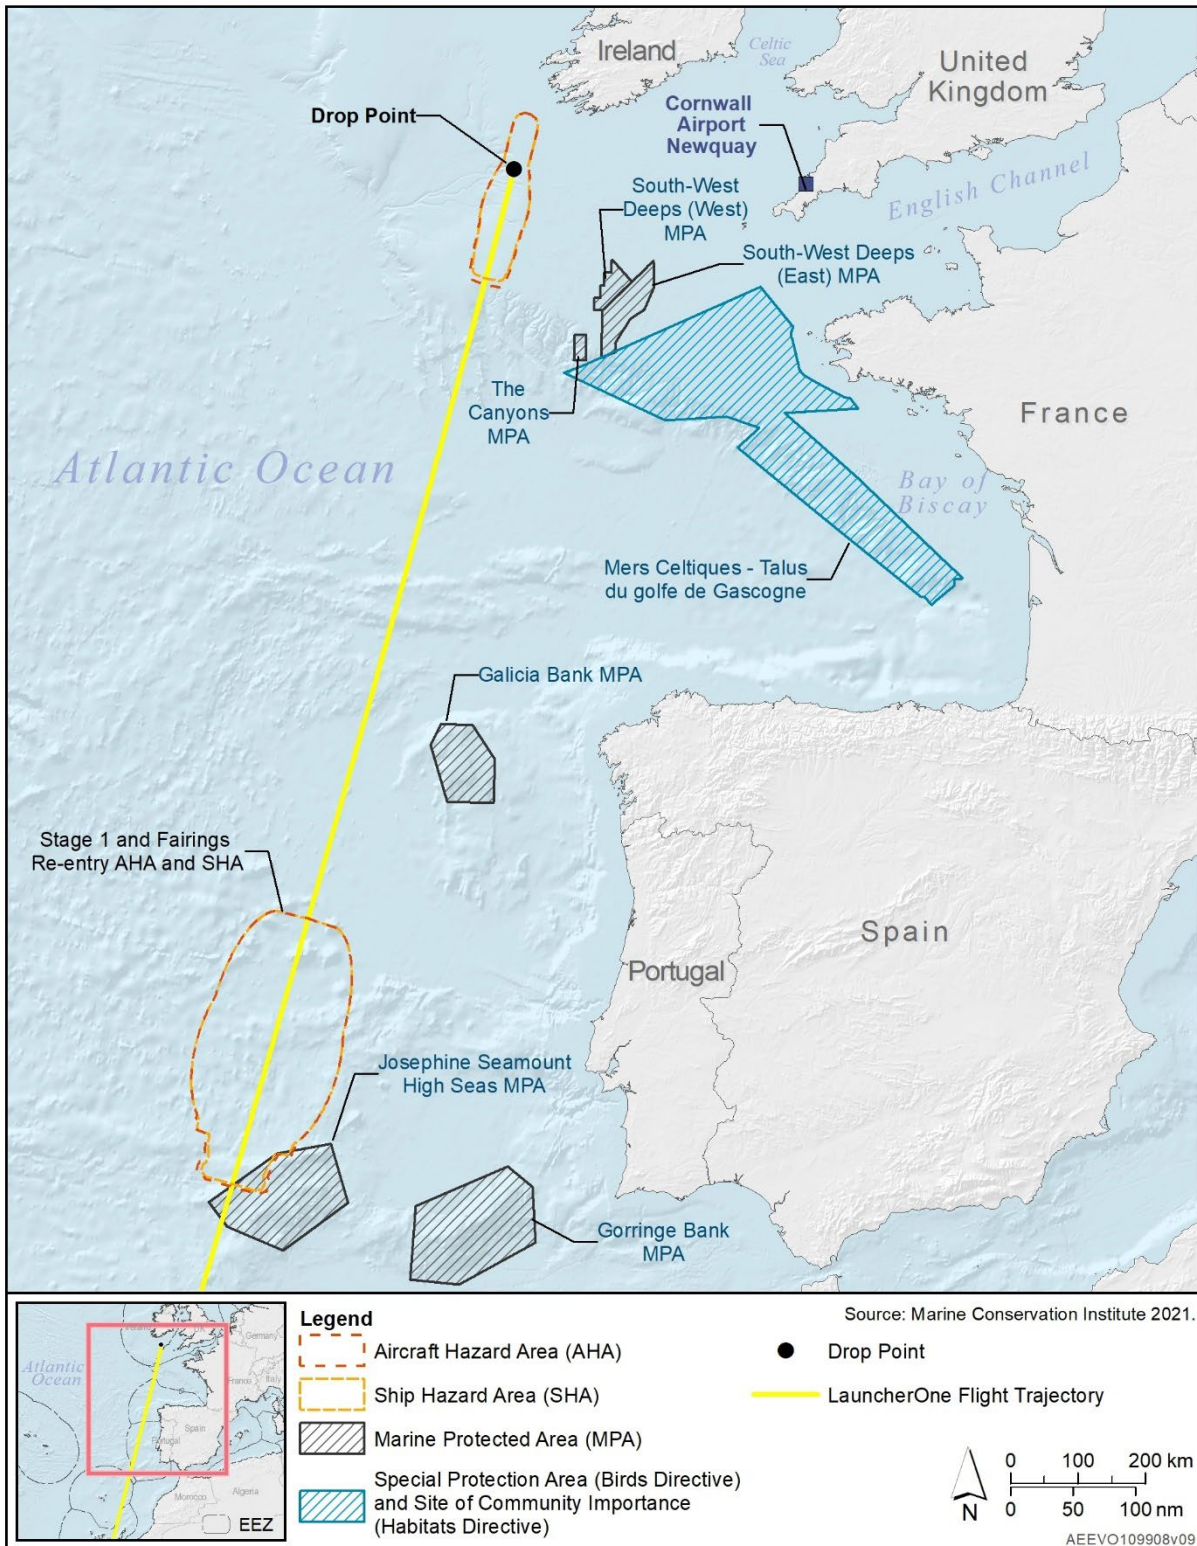 Ireland
Celtic
Sea
United
Kingdom
Drop Point
Cornwall
Airport
Newquay
English Channel
South-West
Deeps (West)
MPA
South-West Deeps
(East) MPA
The
Canyons
MPA
France
Atlantic Ocean
Bay of
Biscay
Mers Celtiques - Talus
du golfe de Gascogne
Galicia Bank MPA
Stage 1 and Fairings
Re-entry AHA and SHA
Spain
Portugal
Josephine Seamount
High Seas MPA
Gorringe Bank
MPA
Atlantic
Ocean
Germany
France
Italy
Spain
Portugal
Morocco
Algeria
EEZ
Legend
Aircraft Hazard Area (AHA)
Ship Hazard Area (SHA)
Marine Protected Area (MPA)
Special Protection Area (Birds Directive)
and Site of Community Importance
(Habitats Directive)
Source: Marine Conservation Institute 2021.
Drop Point
LauncherOne Flight Trajectory
N
0 100 200 km
0 50 100 nm
AEEVO109908v09